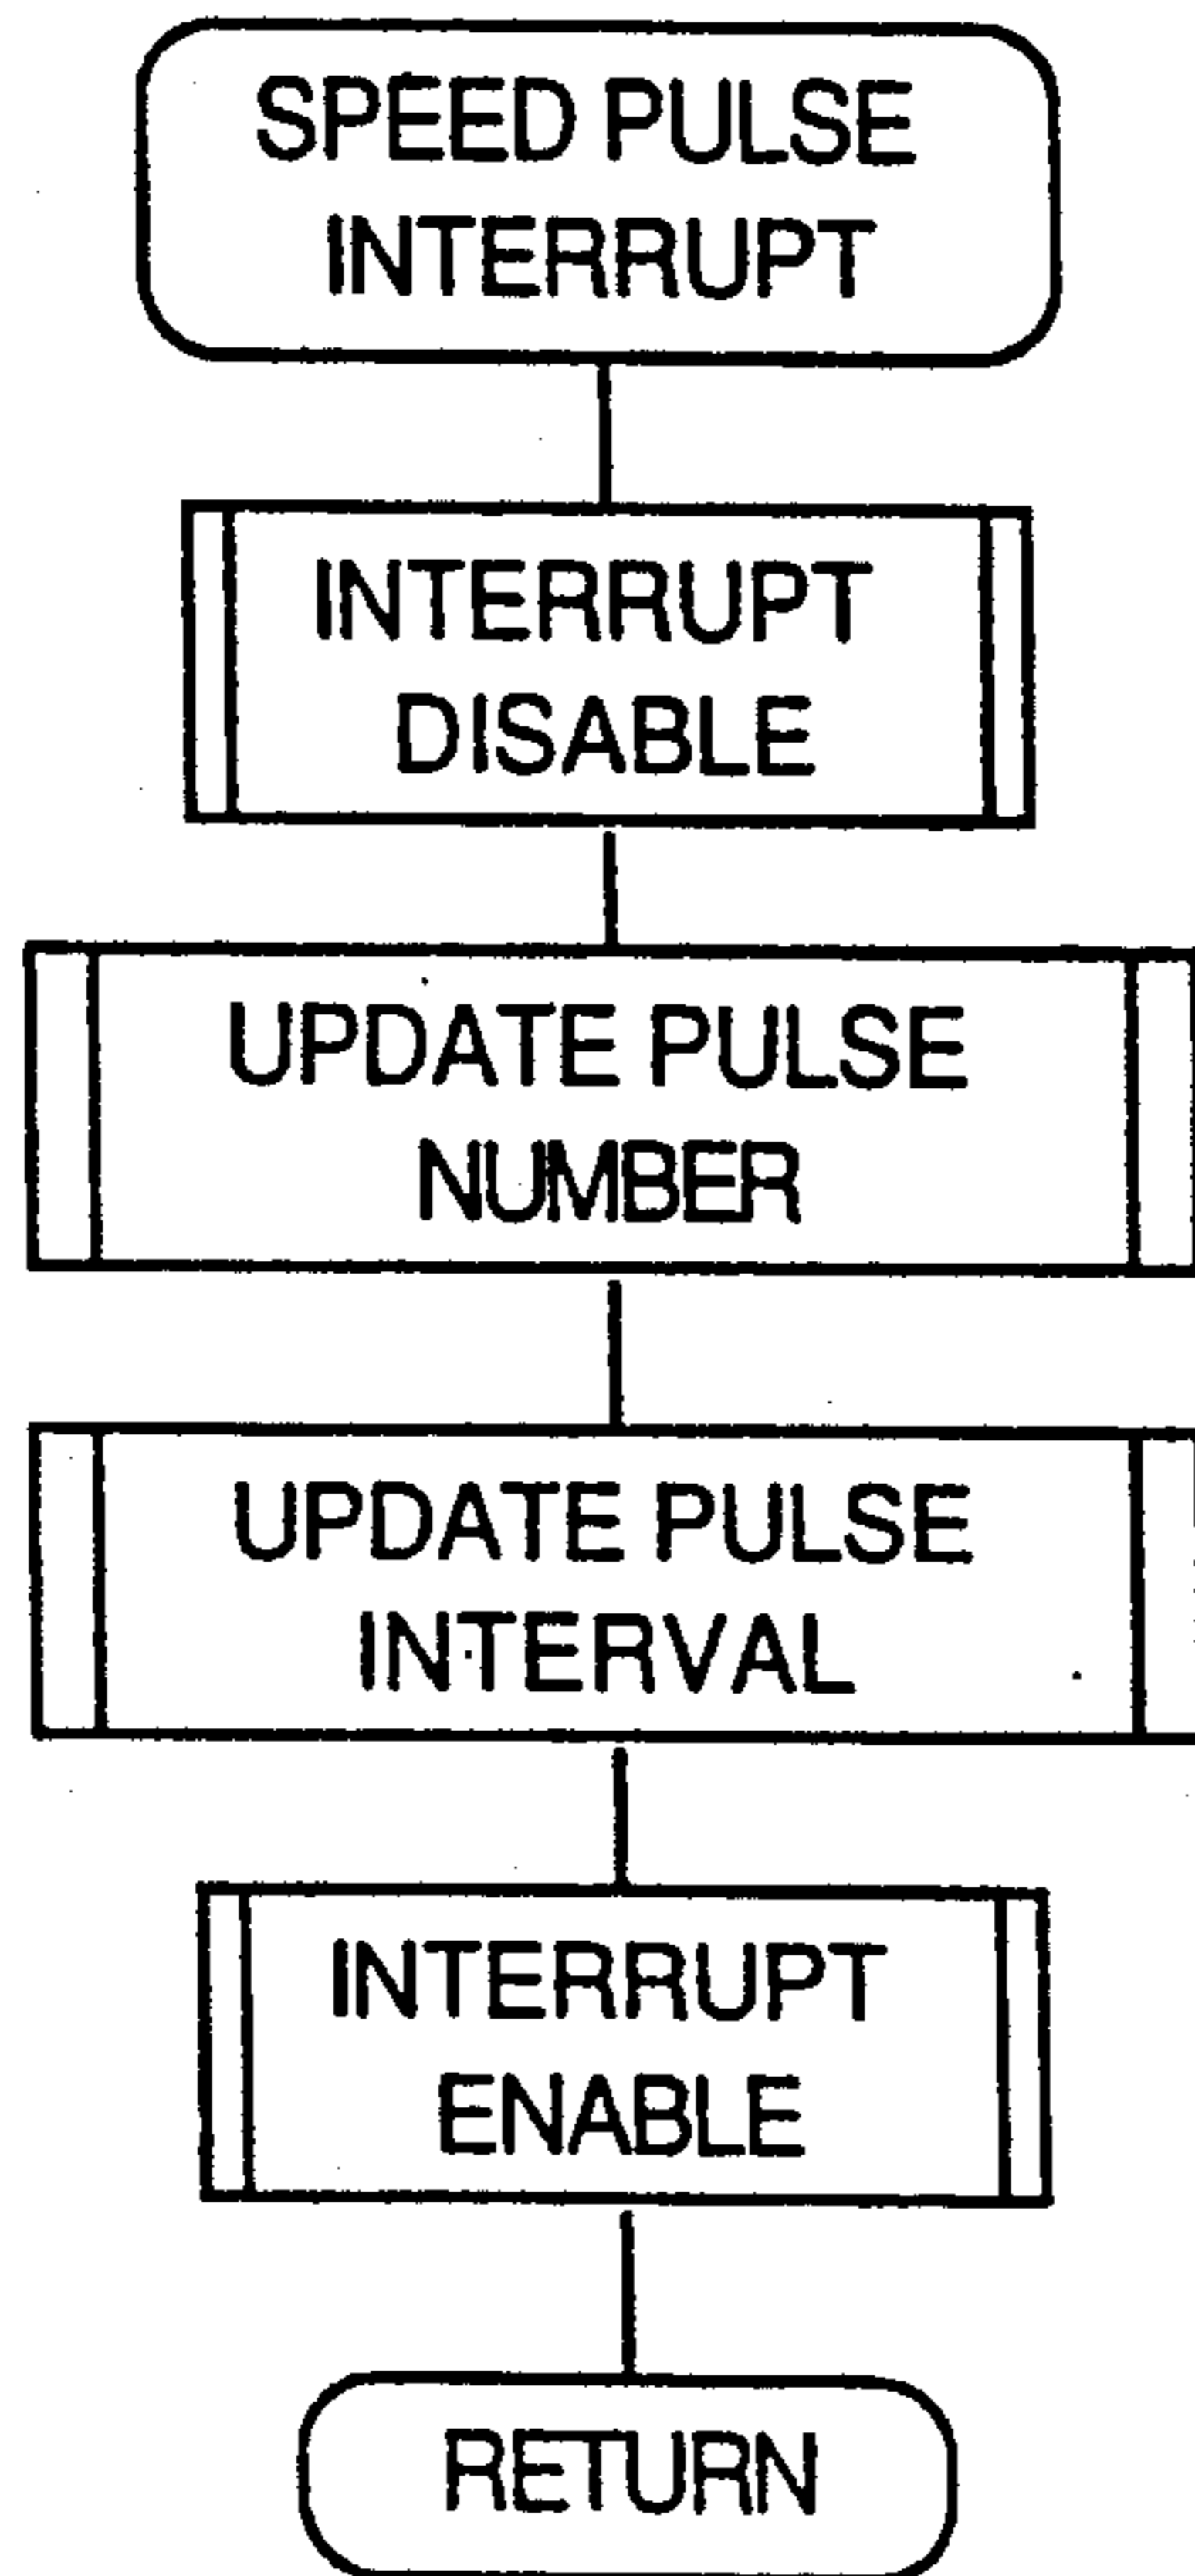 SPEED PULSE
INTERRUPT
INTERRUPT
DISABLE
UPDATE PULSE
NUMBER
UPDATE PULSE
INTERVAL
INTERRUPT
ENABLE
RETURN